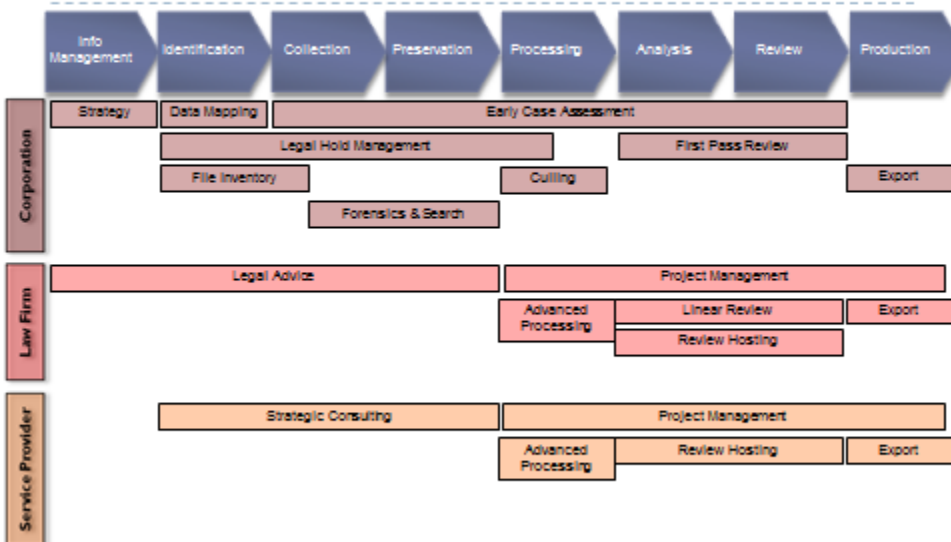 Info
Management
Identification
Collection
Preservation
Processing
Analysis
Review
Production
Corporation
Strategy
Data Mapping
Early Case Assessment
Legal Hold Management
First Pass Review
File Inventory
Culling
Export
Forensics & Search
Law Firm
Legal Advice
Project Management
Advanced
Processing
Linear Review
Export
Review Hosting
Service Provider
Strategic Consulting
Project Management
Advanced
Processing
Review Hosting
Export